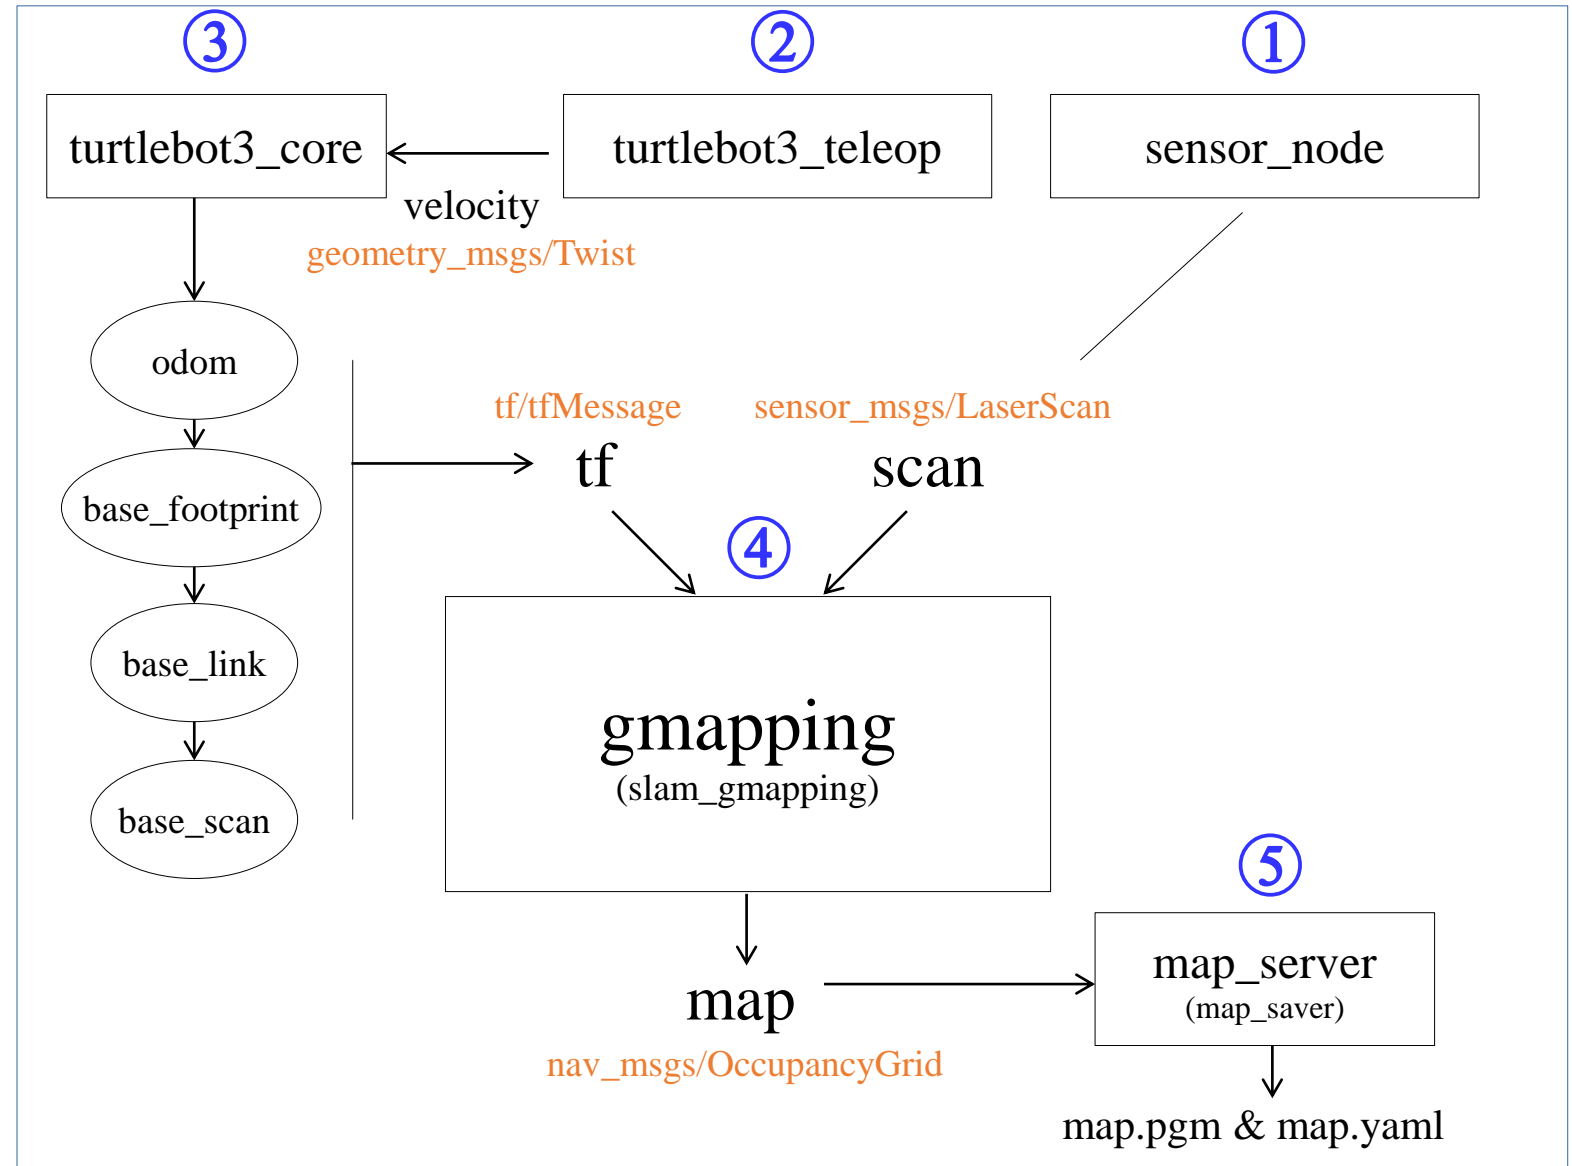 ③
②
①
turtlebot3_core
turtlebot3_teleop
sensor_node
velocity
geometry_msgs/Twist
odom
base_footprint
base_link
base_scan
tf/tfMessage
tf
sensor_msgs/LaserScan
scan
④
gmapping
(slam_gmapping)
map
nav_msgs/OccupancyGrid
⑤
map_server
(map_saver)
map.pgm & map.yaml